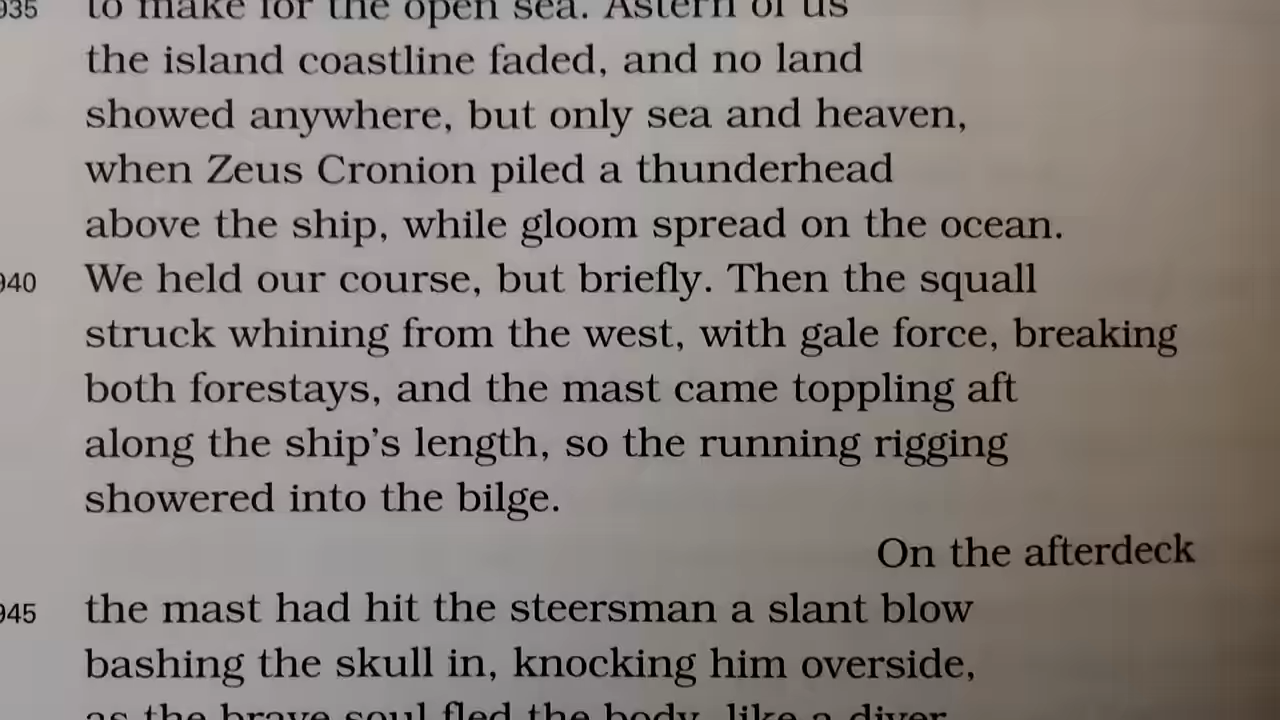 935 to make for the open sea. Astern of us
the island coastline faded, and no land
showed anywhere, but only sea and heaven,
when Zeus Cronion piled a thunderhead
above the ship, while gloom spread on the ocean.
940 We held our course, but briefly. Then the squall
struck whining from the west, with gale force, breaking
both forestays, and the mast came toppling aft
along the ship’s length, so the running rigging
showered into the bilge.
On the afterdeck
945 the mast had hit the steersman a slant blow
bashing the skull in, knocking him overside,
as the brave soul fled the body, like a diver